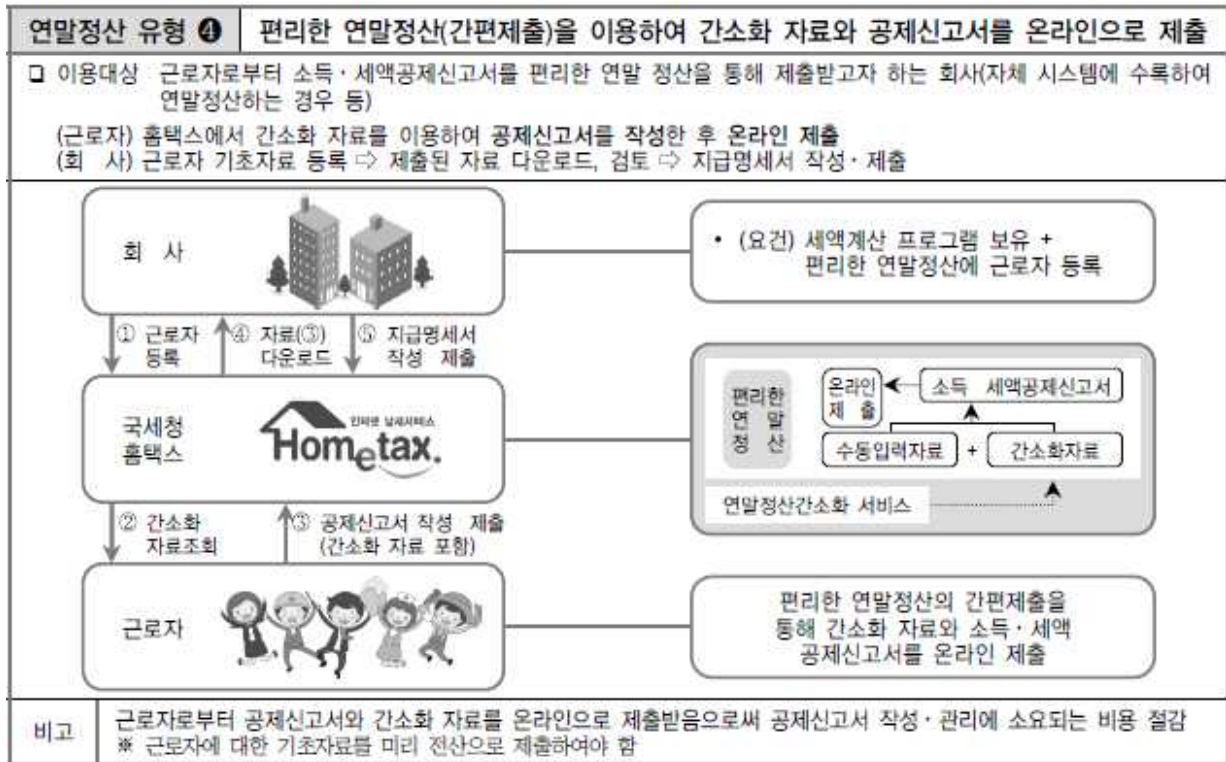 연말정산 유형 ❹ 편리한 연말정산(간편제출)을 이용하여 간소화 자료와 공제신고서를 온라인으로 제출
❑ 이용대상 근로자로부터 소득·세액공제신고서를 편리한 연말 정산을 통해 제출받고자 하는 회사(자체 시스템에 수록하여
연말정산하는 경우 등)
(근로자) 홈택스에서 간소화 자료를 이용하여 공제신고서를 작성한 후 온라인 제출
(회 사) 근로자 기초자료 등록 ⇨ 제출된 자료 다운로드, 검토 ⇨ 지급명세서 작성·제출
회 사
• (요건) 세액계산 프로그램 보유 +
편리한 연말정산에 근로자 등록
① 근로자
등록
④ 자료(③)
다운로드
⑤ 지급명세서
작성 제출
국세청
홈택스
인터넷 납세서비스
Hometax.
편리한
연 말
정 산
온라인
제 출
소득 세액공제신고서
수동입력자료 + 간소화자료
연말정산간소화 서비스
② 간소화
자료조회
③ 공제신고서 작성 제출
(간소화 자료 포함)
근로자
편리한 연말정산의 간편제출을
통해 간소화 자료와 소득·세액
공제신고서를 온라인 제출
비고
근로자로부터 공제신고서와 간소화 자료를 온라인으로 제출받음으로써 공제신고서 작성·관리에 소요되는 비용 절감
※ 근로자에 대한 기초자료를 미리 전산으로 제출하여야 함